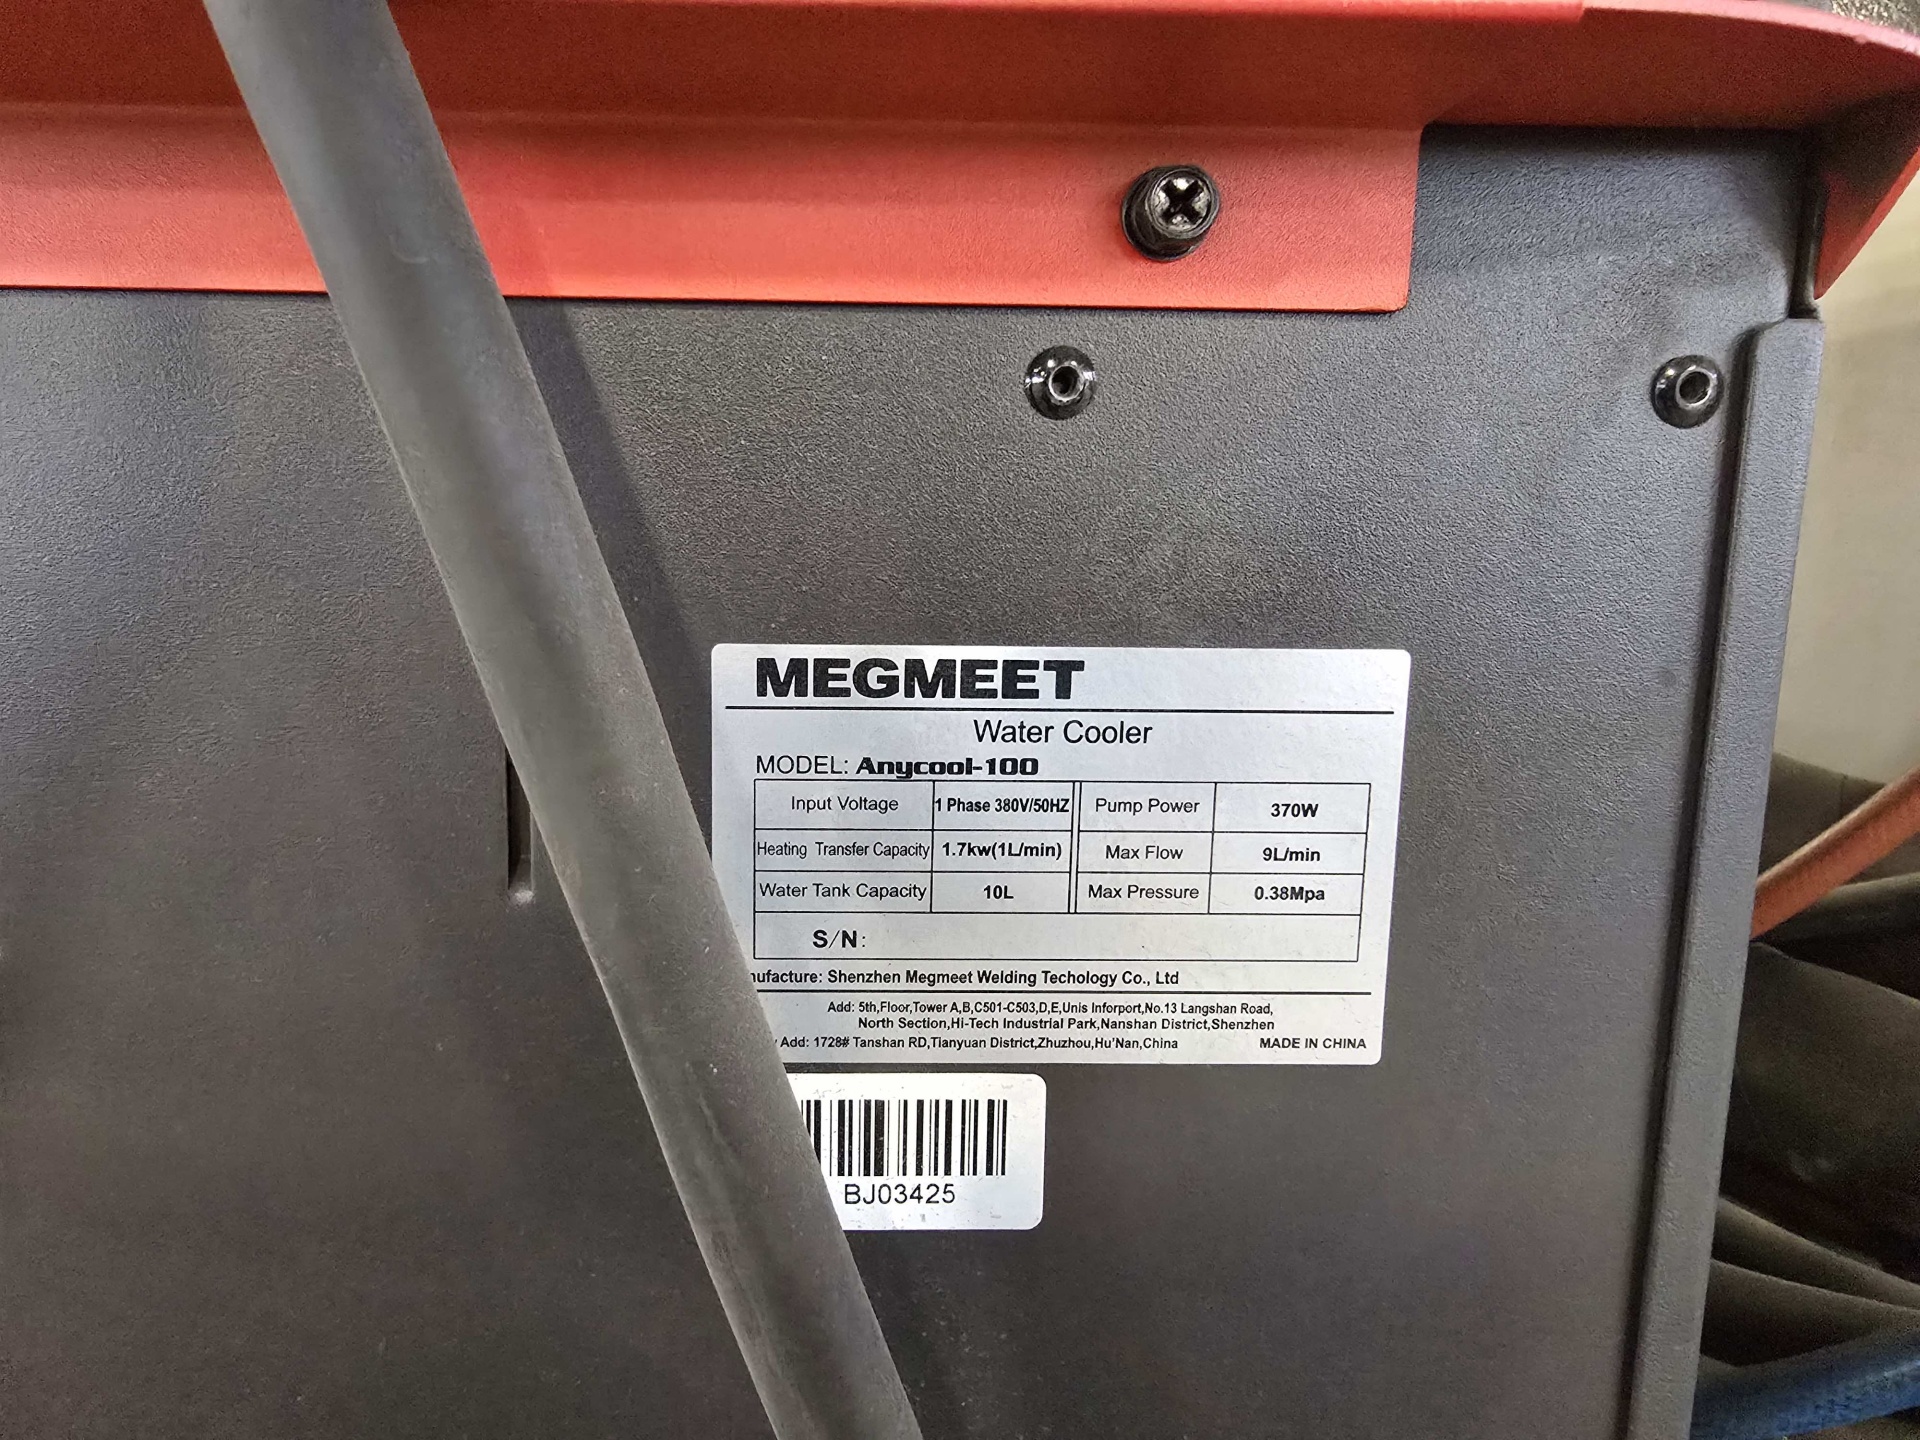 MEGMEET
Water Cooler
MODEL: Anycool-100
Input Voltage 1 Phase 380V/50HZ Pump Power 370W
Heating Transfer Capacity 1.7kw(1L/min) Max Flow 9L/min
Water Tank Capacity 10L Max Pressure 0.38Mpa
S/N:
ufacture: Shenzhen Megmeet Welding Techology Co., Ltd
Add: 5th,Floor,Tower A,B,C501-C503,D,E,Unis Inforport,No.13 Langshan Road,
North Section,Hi-Tech Industrial Park,Nanshan District,Shenzhen
Add: 1728# Tanshan RD,Tianyuan District,Zhuzhou,Hu'Nan,China MADE IN CHINA
BJ03425